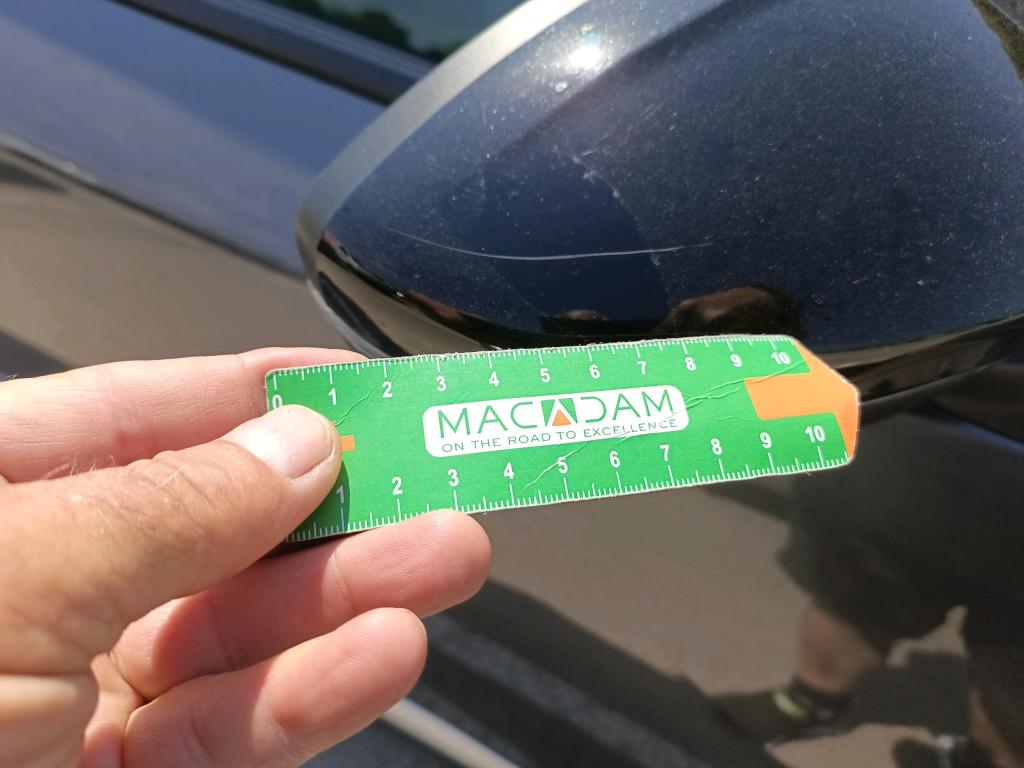 0 1 2 3 4 5 6 7 8 9 10
MACADAM
ON THE ROAD TO EXCELLENCE
1 2 3 4 5 6 7 8 9 10